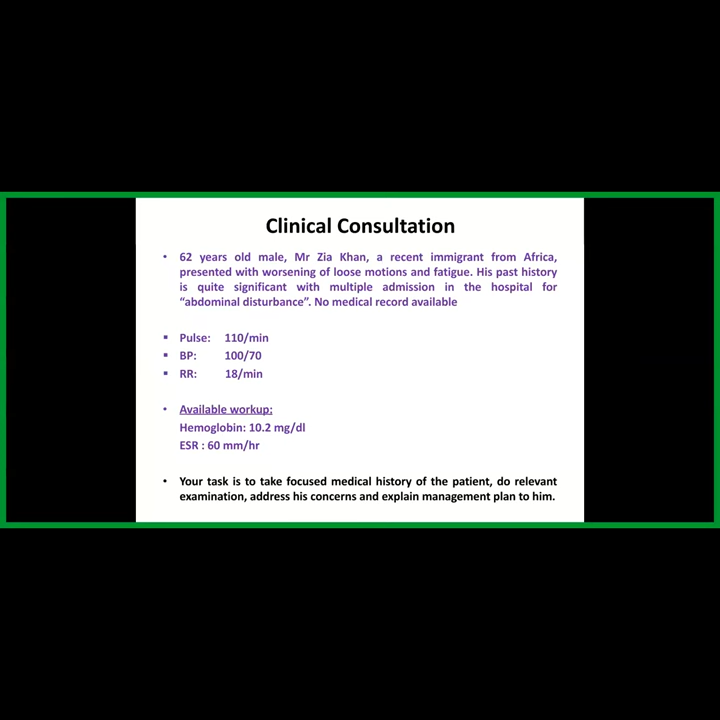 Clinical Consultation
• 62 years old male, Mr Zia Khan, a recent immigrant from Africa,
presented with worsening of loose motions and fatigue. His past history
is quite significant with multiple admission in the hospital for
“abdominal disturbance”. No medical record available
▪ Pulse: 110/min
▪ BP: 100/70
▪ RR: 18/min
• Available workup:
Hemoglobin: 10.2 mg/dl
ESR : 60 mm/hr
• Your task is to take focused medical history of the patient, do relevant
examination, address his concerns and explain management plan to him.